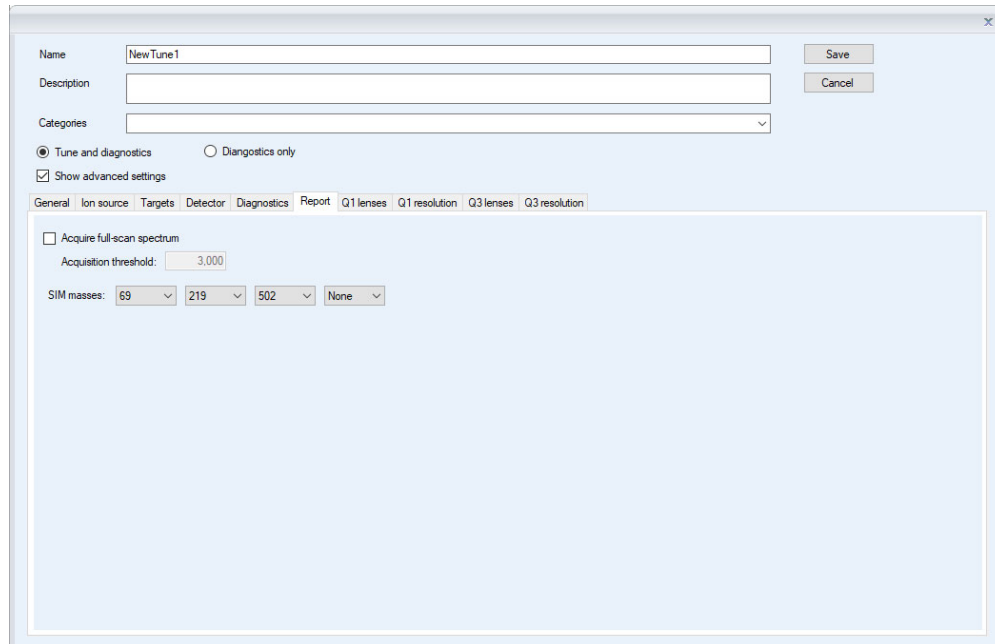 x
Name NewTune1 Save
Description Cancel
Categories
Tune and diagnostics Diangostics only
Show advanced settings
General Ion source Targets Detector Diagnostics Report Q1 lenses Q1 resolution Q3 lenses Q3 resolution
Acquire full-scan spectrum
Acquisition threshold: 3,000
SIM masses: 69 219 502 None